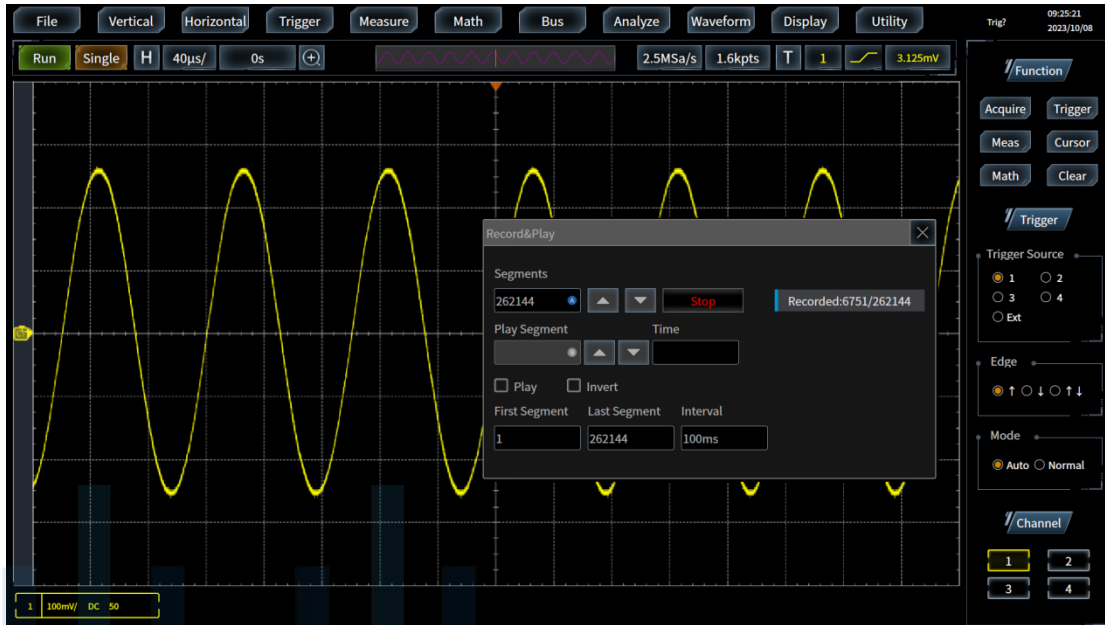 File Vertical Horizontal Trigger Measure Math Bus Analyze Waveform Display Utility Trig? 09:25:21
2023/10/08
Run Single H 40μs/ 0s 2.5MSa/s 1.6kpts T 1 3.125mV
Function
Acquire Trigger
Meas Cursor
Math Clear
Trigger
Trigger Source
1 2
3 4
Ext
Edge
↑ ↓ ↑↓
Mode
Auto Normal
Channel
1 2
3 4
Record&Play
Segments
262144 A Stop Recorded:6751/262144
Play Segment Time
Play Invert
First Segment Last Segment Interval
1 262144 100ms
1 100mV/ DC 50